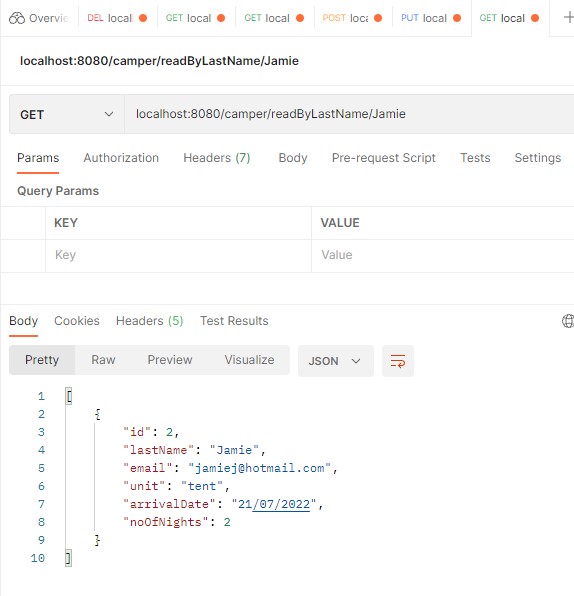 Overvie DEL local GET local GET local POST loca PUT local GET local
localhost:8080/camper/readByLastName/Jamie
GET localhost:8080/camper/readByLastName/Jamie
Params Authorization Headers (7) Body Pre-request Script Tests Settings
Query Params
KEY VALUE
Key Value
Body Cookies Headers (5) Test Results
Pretty Raw Preview Visualize JSON
1 [
2 {
3 "id": 2,
4 "lastName": "Jamie",
5 "email": "jamiej@hotmail.com",
6 "unit": "tent",
7 "arrivalDate": "21/07/2022",
8 "noOfNights": 2
9 }
10 ]